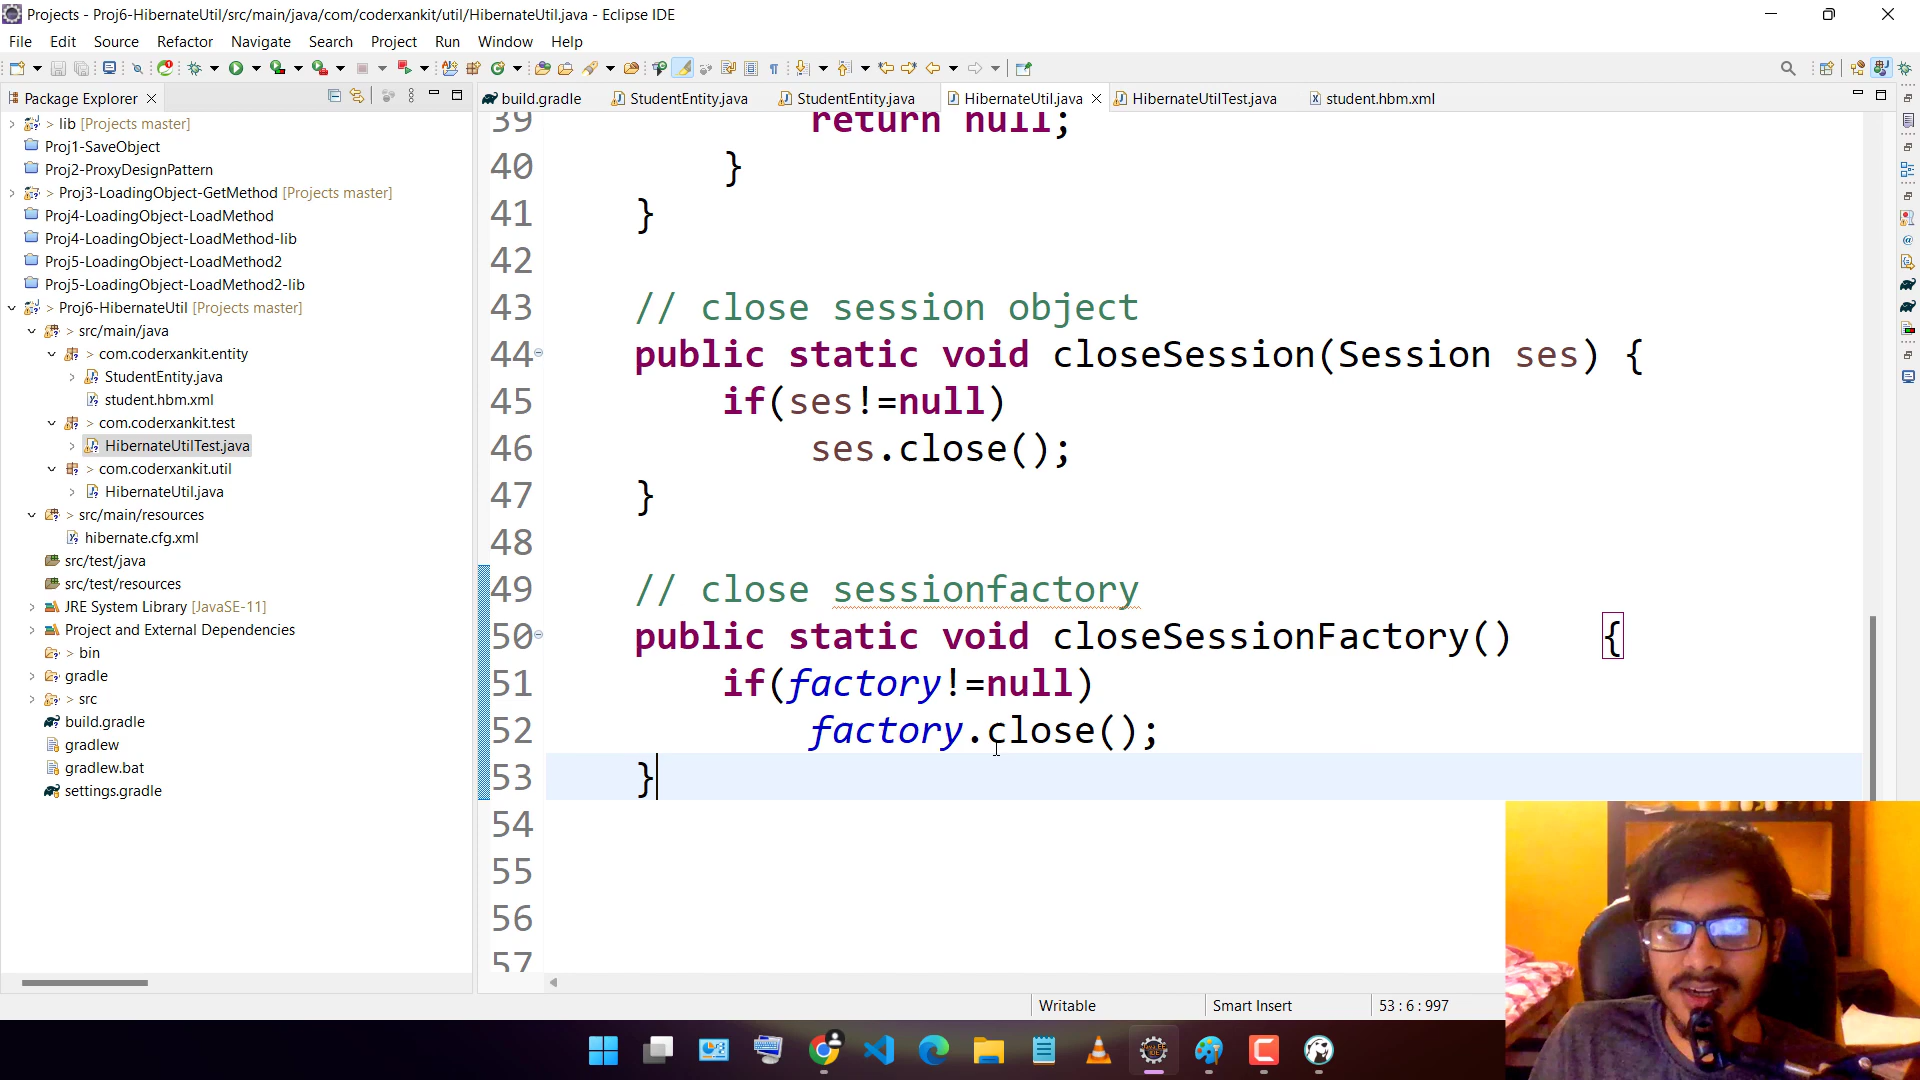 Projects - Proj6-HibernateUtil/src/main/java/com/coderxankit/util/HibernateUtil.java - Eclipse IDE
File Edit Source Refactor Navigate Search Project Run Window Help
Package Explorer
build.gradle StudentEntity.java StudentEntity.java HibernateUtil.java HibernateUtilTest.java student.hbm.xml
> lib [Projects master]
Proj1-SaveObject
Proj2-ProxyDesignPattern
> Proj3-LoadingObject-GetMethod [Projects master]
Proj4-LoadingObject-LoadMethod
Proj4-LoadingObject-LoadMethod-lib
Proj5-LoadingObject-LoadMethod2
Proj5-LoadingObject-LoadMethod2-lib
> Proj6-HibernateUtil [Projects master]
> src/main/java
> com.coderxankit.entity
StudentEntity.java
student.hbm.xml
> com.coderxankit.test
HibernateUtilTest.java
> com.coderxankit.util
HibernateUtil.java
> src/main/resources
hibernate.cfg.xml
src/test/java
src/test/resources
JRE System Library [JavaSE-11]
Project and External Dependencies
> bin
gradle
> src
build.gradle
gradlew
gradlew.bat
settings.gradle
39 return null;
40 }
41 }
42
43 // close session object
44 public static void closeSession(Session ses) {
45 if(ses!=null)
46 ses.close();
47 }
48
49 // close sessionfactory
50 public static void closeSessionFactory() {
51 if(factory!=null)
52 factory.close();
53 }
54
55
56
57
Writable Smart Insert 53 : 6 : 997